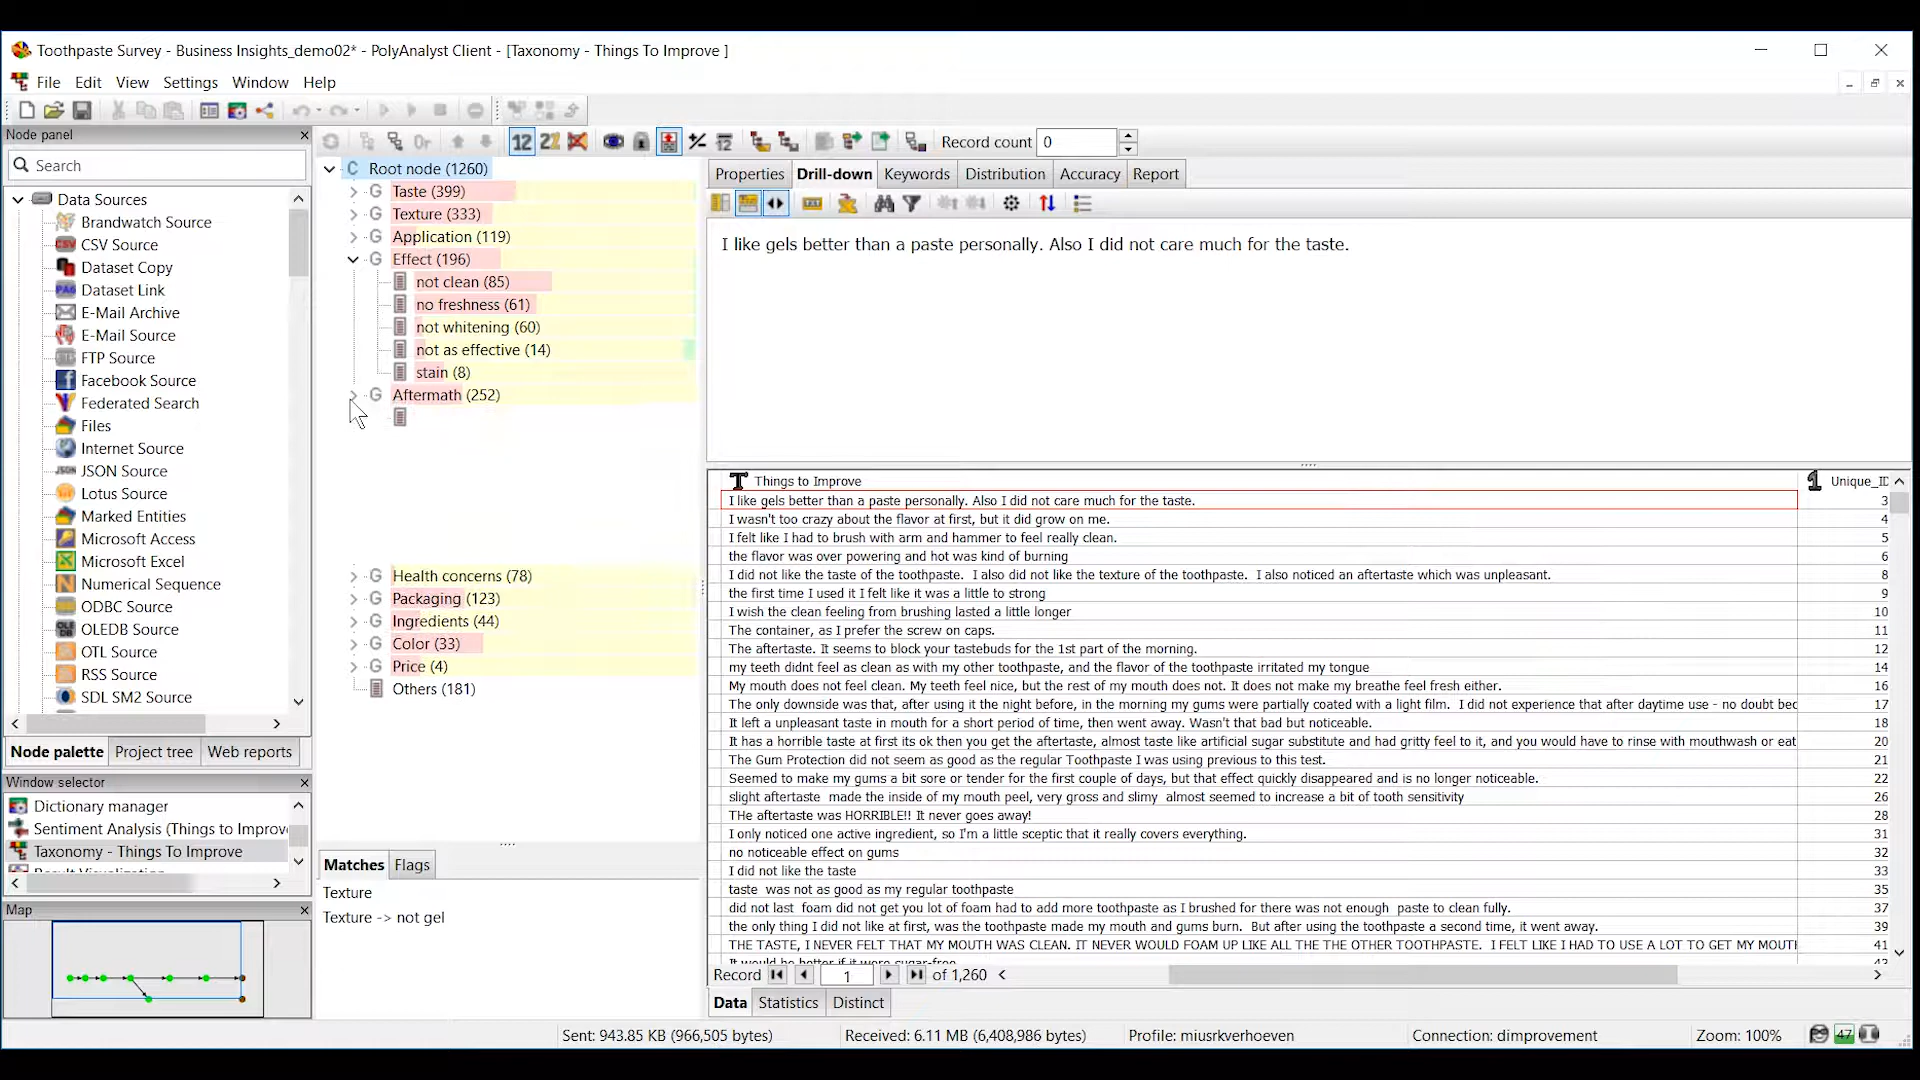 Toothpaste Survey - Business Insights_demo02* - PolyAnalyst Client - [Taxonomy - Things To Improve ]
File Edit View Settings Window Help
Node panel
Search
Data Sources
Brandwatch Source
CSV Source
Dataset Copy
Dataset Link
E-Mail Archive
E-Mail Source
FTP Source
Facebook Source
Federated Search
Files
Internet Source
JSON Source
Lotus Source
Marked Entities
Microsoft Access
Microsoft Excel
Numerical Sequence
ODBC Source
OLEDB Source
OTL Source
RSS Source
SDL SM2 Source
Node palette Project tree Web reports
Window selector
Dictionary manager
Sentiment Analysis (Things to Improv
Taxonomy - Things To Improve
Map
Record count 0
Root node (1260)
Taste (399)
Texture (333)
Application (119)
Effect (196)
not clean (85)
no freshness (61)
not whitening (60)
not as effective (14)
stain (8)
Aftermath (252)
Health concerns (78)
Packaging (123)
Ingredients (44)
Color (33)
Price (4)
Others (181)
Matches Flags
Texture
Texture -> not gel
Properties Drill-down Keywords Distribution Accuracy Report
I like gels better than a paste personally. Also I did not care much for the taste.
Things to Improve Unique_ID
I like gels better than a paste personally. Also I did not care much for the taste. 3
I wasn't too crazy about the flavor at first, but it did grow on me. 4
I felt like I had to brush with arm and hammer to feel really clean. 5
the flavor was over powering and hot was kind of burning 6
I did not like the taste of the toothpaste. I also did not like the texture of the toothpaste. I also noticed an aftertaste which was unpleasant. 8
the first time I used it I felt like it was a little to strong 9
I wish the clean feeling from brushing lasted a little longer 10
The container, as I prefer the screw on caps. 11
The aftertaste. It seems to block your tastebuds for the 1st part of the morning. 12
my teeth didnt feel as clean as with my other toothpaste, and the flavor of the toothpaste irritated my tongue 14
My mouth does not feel clean. My teeth feel nice, but the rest of my mouth does not. It does not make my breathe feel fresh either. 16
The only downside was that, after using it the night before, in the morning my gums were partially coated with a light film. I did not experience that after daytime use - no doubt bec 17
It left a unpleasant taste in mouth for a short period of time, then went away. Wasn't that bad but noticeable. 18
It has a horrible taste at first its ok then you get the aftertaste, almost taste like artificial sugar substitute and had gritty feel to it, and you would have to rinse with mouthwash or eat 20
The Gum Protection did not seem as good as the regular Toothpaste I was using previous to this test. 21
Seemed to make my gums a bit sore or tender for the first couple of days, but that effect quickly disappeared and is no longer noticeable. 22
slight aftertaste made the inside of my mouth peel, very gross and slimy almost seemed to increase a bit of tooth sensitivity 26
THe aftertaste was HORRIBLE!! It never goes away! 28
I only noticed one active ingredient, so I'm a little sceptic that it really covers everything. 31
no noticeable effect on gums 32
I did not like the taste 33
taste was not as good as my regular toothpaste 35
did not last foam did not get you lot of foam had to add more toothpaste as I brushed for there was not enough paste to clean fully. 37
the only thing I did not like at first, was the toothpaste made my mouth and gums burn. But after using the toothpaste a second time, it went away. 39
THE TASTE, I NEVER FELT THAT MY MOUTH WAS CLEAN. IT NEVER WOULD FOAM UP LIKE ALL THE THE OTHER TOOTHPASTE. I FELT LIKE I HAD TO USE A LOT TO GET MY MOUTH 41
Record 1 of 1,260
Data Statistics Distinct
Sent: 943.85 KB (966,505 bytes) Received: 6.11 MB (6,408,986 bytes) Profile: miusrkverhoeven Connection: dimprovement Zoom: 100% 47